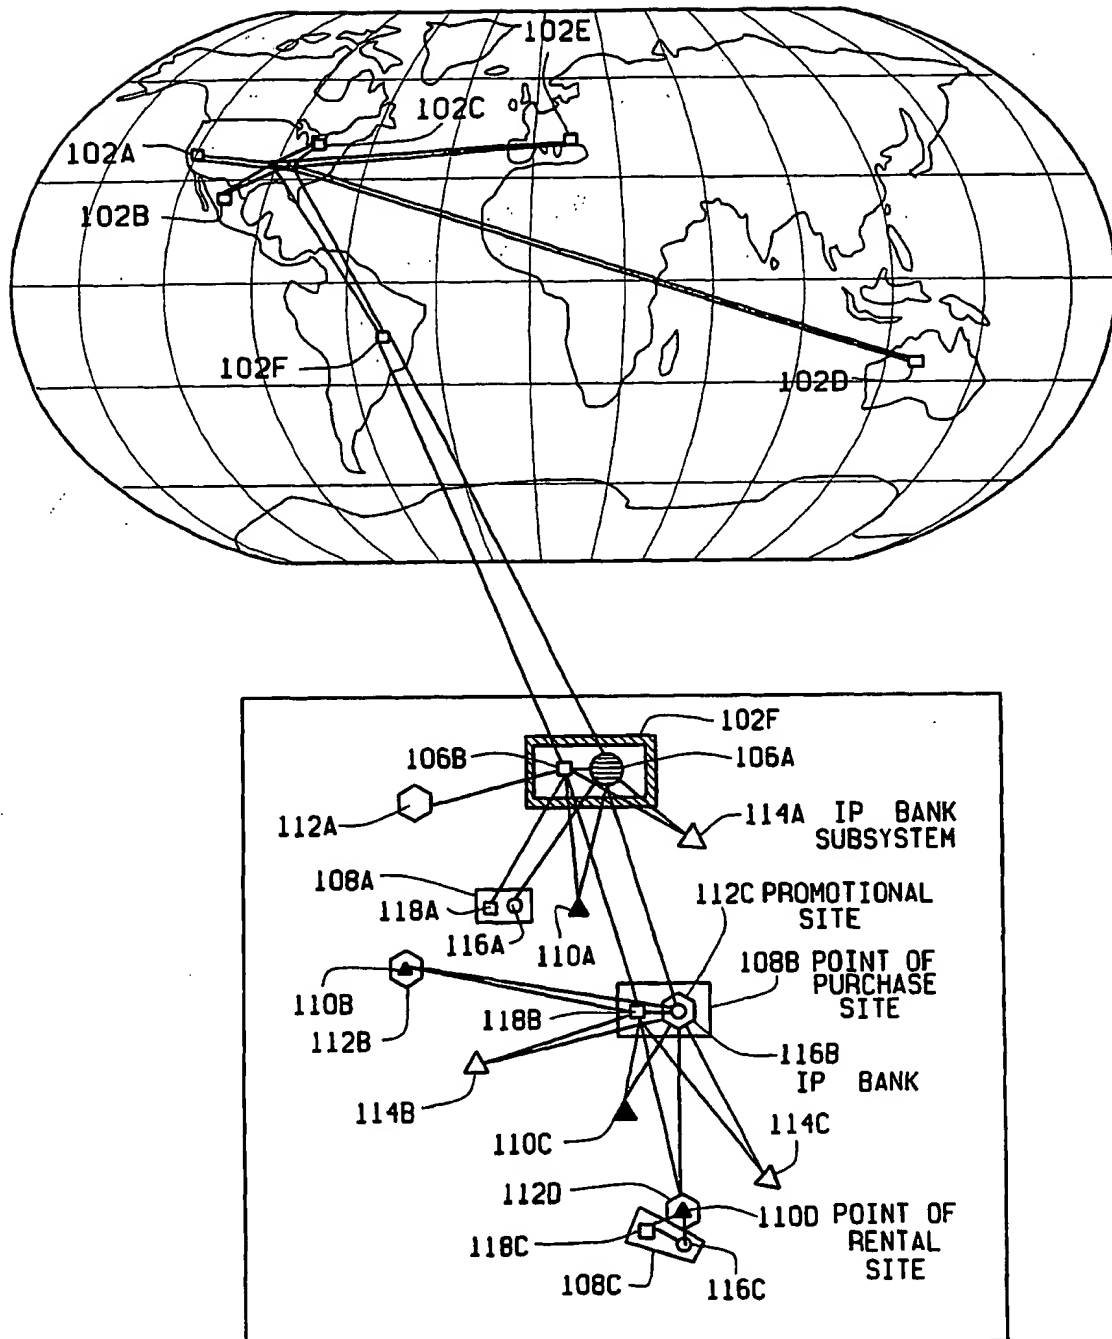 102E
102C
102A
102B
102F
102D
102F
106B
106A
112A
114A IP BANK
SUBSYSTEM
108A
118A
116A
110A
112C PROMOTIONAL
SITE
108B POINT OF
PURCHASE
SITE
110B
112B
118B
116B
IP BANK
114B
110C
114C
112D
110D POINT OF
RENTAL
SITE
118C
108C
116C